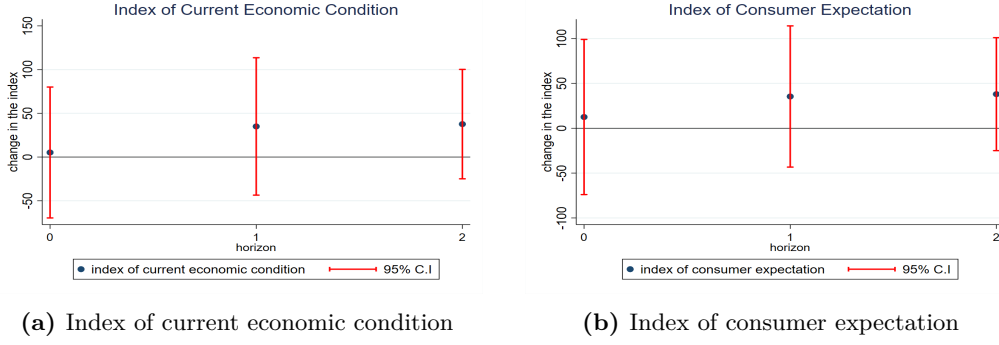 Index of Current Economic Condition
change in the index
150
100
50
0
-50
0 1 2
horizon
index of current economic condition 95% C.I
(a) Index of current economic condition
Index of Consumer Expectation
change in the index
100
50
0
-50
-100
0 1 2
horizon
index of consumer expectation 95% C.I
(b) Index of consumer expectation